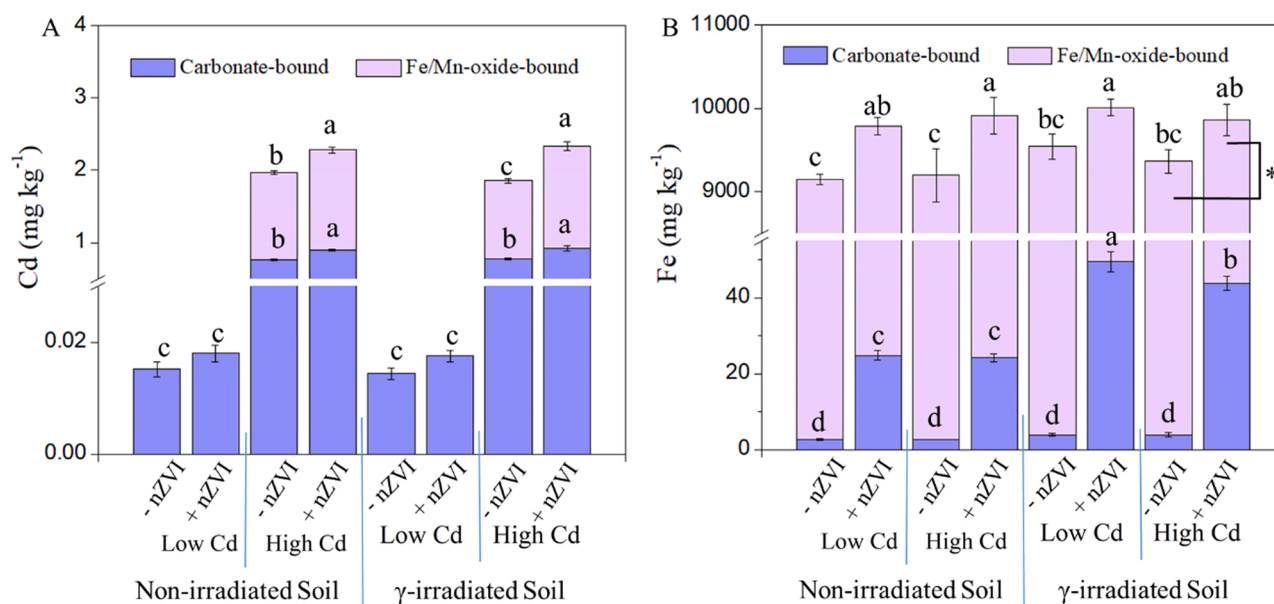 A
Cd (mg kg⁻¹)
4
3
2
1
0.02
0.00
Carbonate-bound
Fe/Mn-oxide-bound
c
c
b
b
a
a
c
c
c
b
a
a
- nZVI
+ nZVI
- nZVI
+ nZVI
- nZVI
+ nZVI
- nZVI
+ nZVI
Low Cd
High Cd
Low Cd
High Cd
Non-irradiated Soil
γ-irradiated Soil
B
Fe (mg kg⁻¹)
11000
10000
9000
40
20
0
Carbonate-bound
Fe/Mn-oxide-bound
c
ab
c
a
bc
a
bc
ab
*
d
c
d
c
d
a
d
b
- nZVI
+ nZVI
- nZVI
+ nZVI
- nZVI
+ nZVI
- nZVI
+ nZVI
Low Cd
High Cd
Low Cd
High Cd
Non-irradiated Soil
γ-irradiated Soil